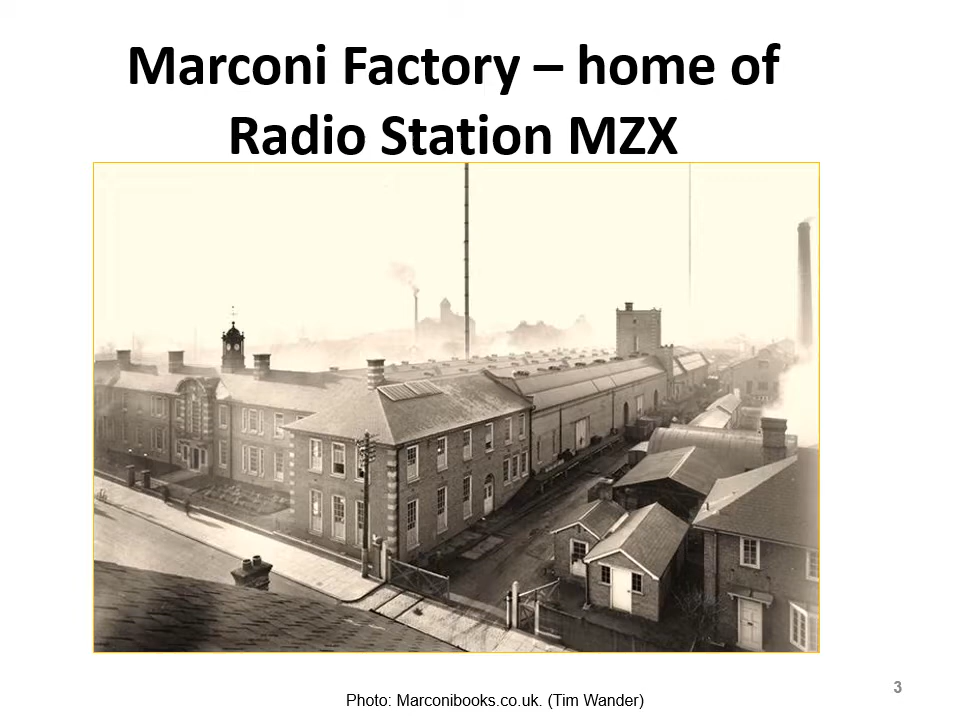 Marconi Factory – home of
Radio Station MZX
Photo: Marconibooks.co.uk. (Tim Wander)
3